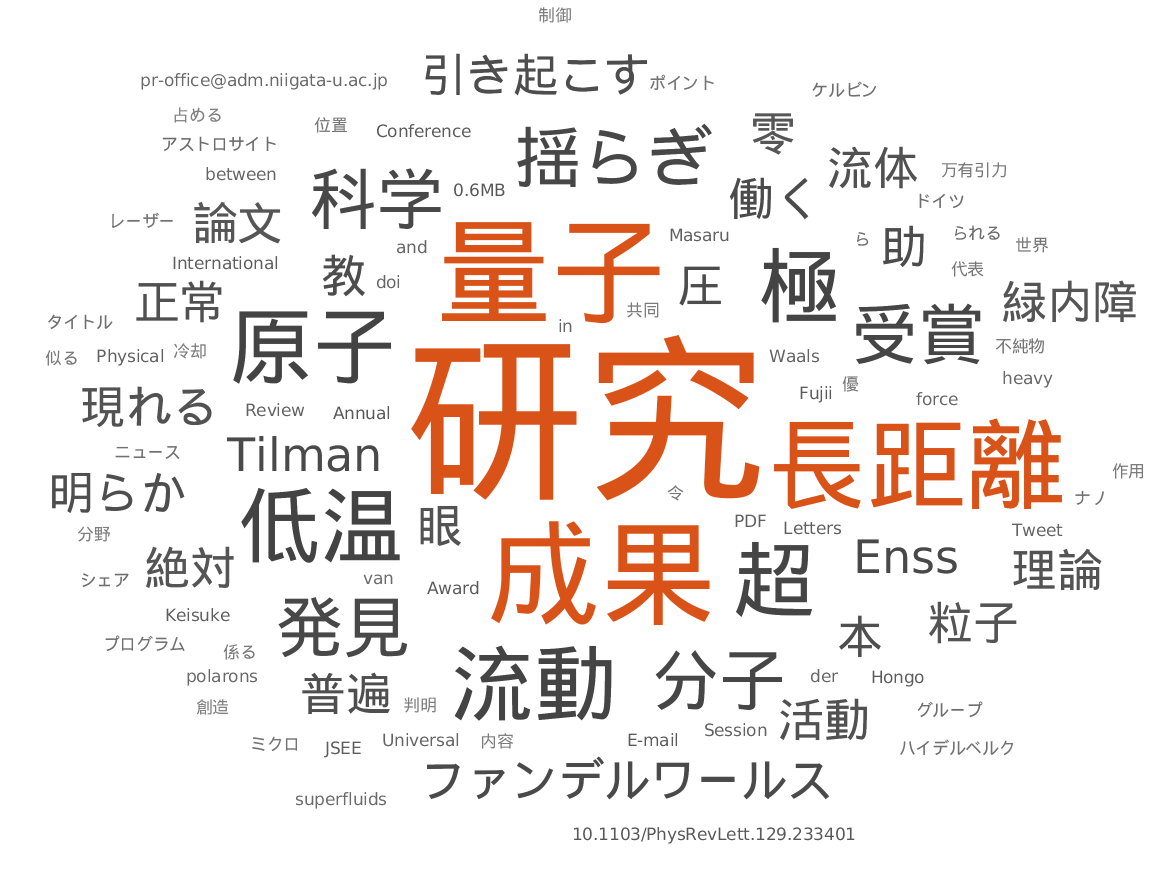 制御
引き起こす
pr-office@adm.niigata-u.ac.jp
ポイント
ケルビン
占める
位置
Conference
揺らぎ
零
アストロサイト
between
科学
0.6MB
働く
流体
万有引力
ドイツ
レーザー
論文
and
量子
Masaru
ら
助
られる
世界
International
教
doi
圧
極
代表
正常
共同
緑内障
タイトル
原子
in
受賞
似る
Physical
冷却
研究
Waals
不純物
heavy
現れる
Review
Annual
Fujii
優
force
ニュース
Tilman
長距離
作用
明らか
低温
令
ナノ
分野
眼
PDF
Letters
Tweet
シェア
絶対
van
Award
成果
超
Enss
理論
Keisuke
発見
本
粒子
プログラム
係る
polarons
普遍
流動
分子
der
Hongo
創造
判明
活動
グループ
ミクロ
JSEE
Universal
内容
E-mail
Session
ハイデルベルク
superfluids
ファンデルワールス
10.1103/PhysRevLett.129.233401